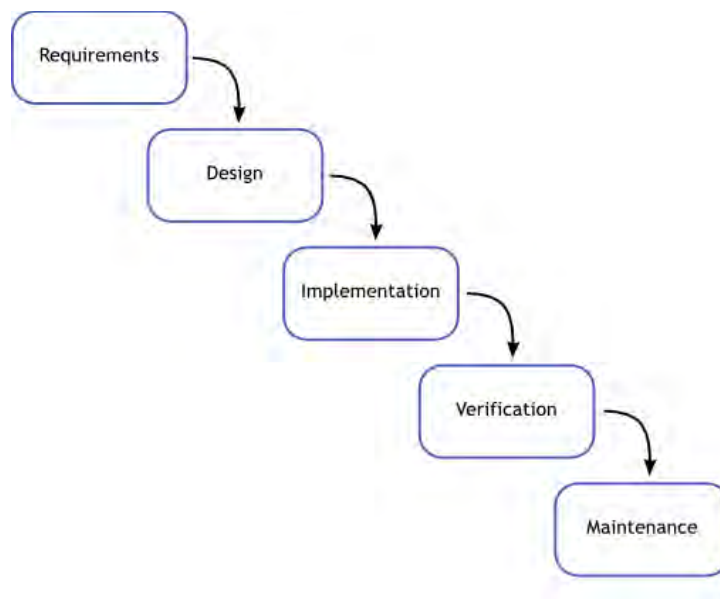 Requirements
Design
Implementation
Verification
Maintenance